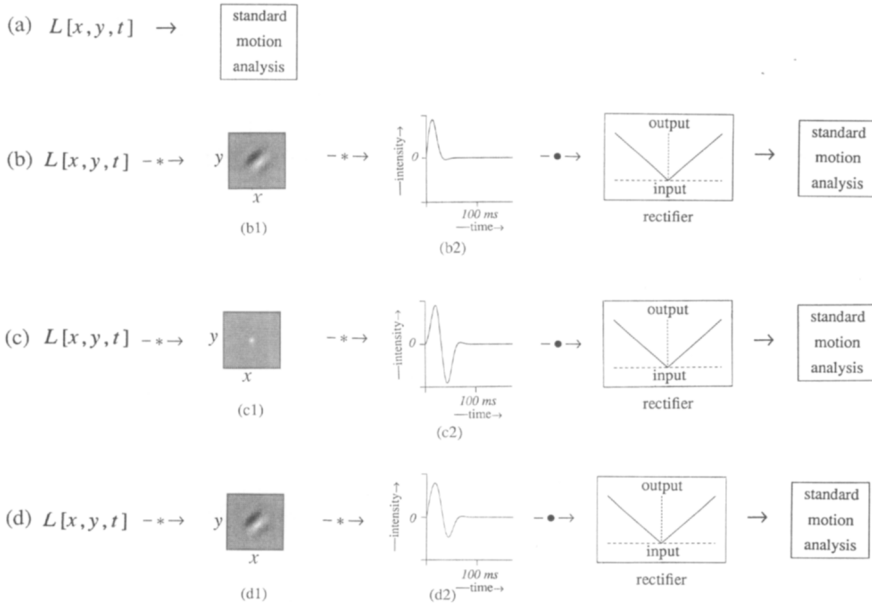 (a) L[x,y,t] →
standard
motion
analysis
(b) L[x,y,t] -*→
y
x
(b1)
-*→
—intensity→
0
100 ms
—time→
(b2)
-●→
output
input
rectifier
→
standard
motion
analysis
(c) L[x,y,t] -*→
y
x
(c1)
-*→
—intensity→
0
100 ms
—time→
(c2)
-●→
output
input
rectifier
→
standard
motion
analysis
(d) L[x,y,t] -*→
y
x
(d1)
-*→
—intensity→
0
100 ms
—time→
(d2)
-●→
output
input
rectifier
→
standard
motion
analysis